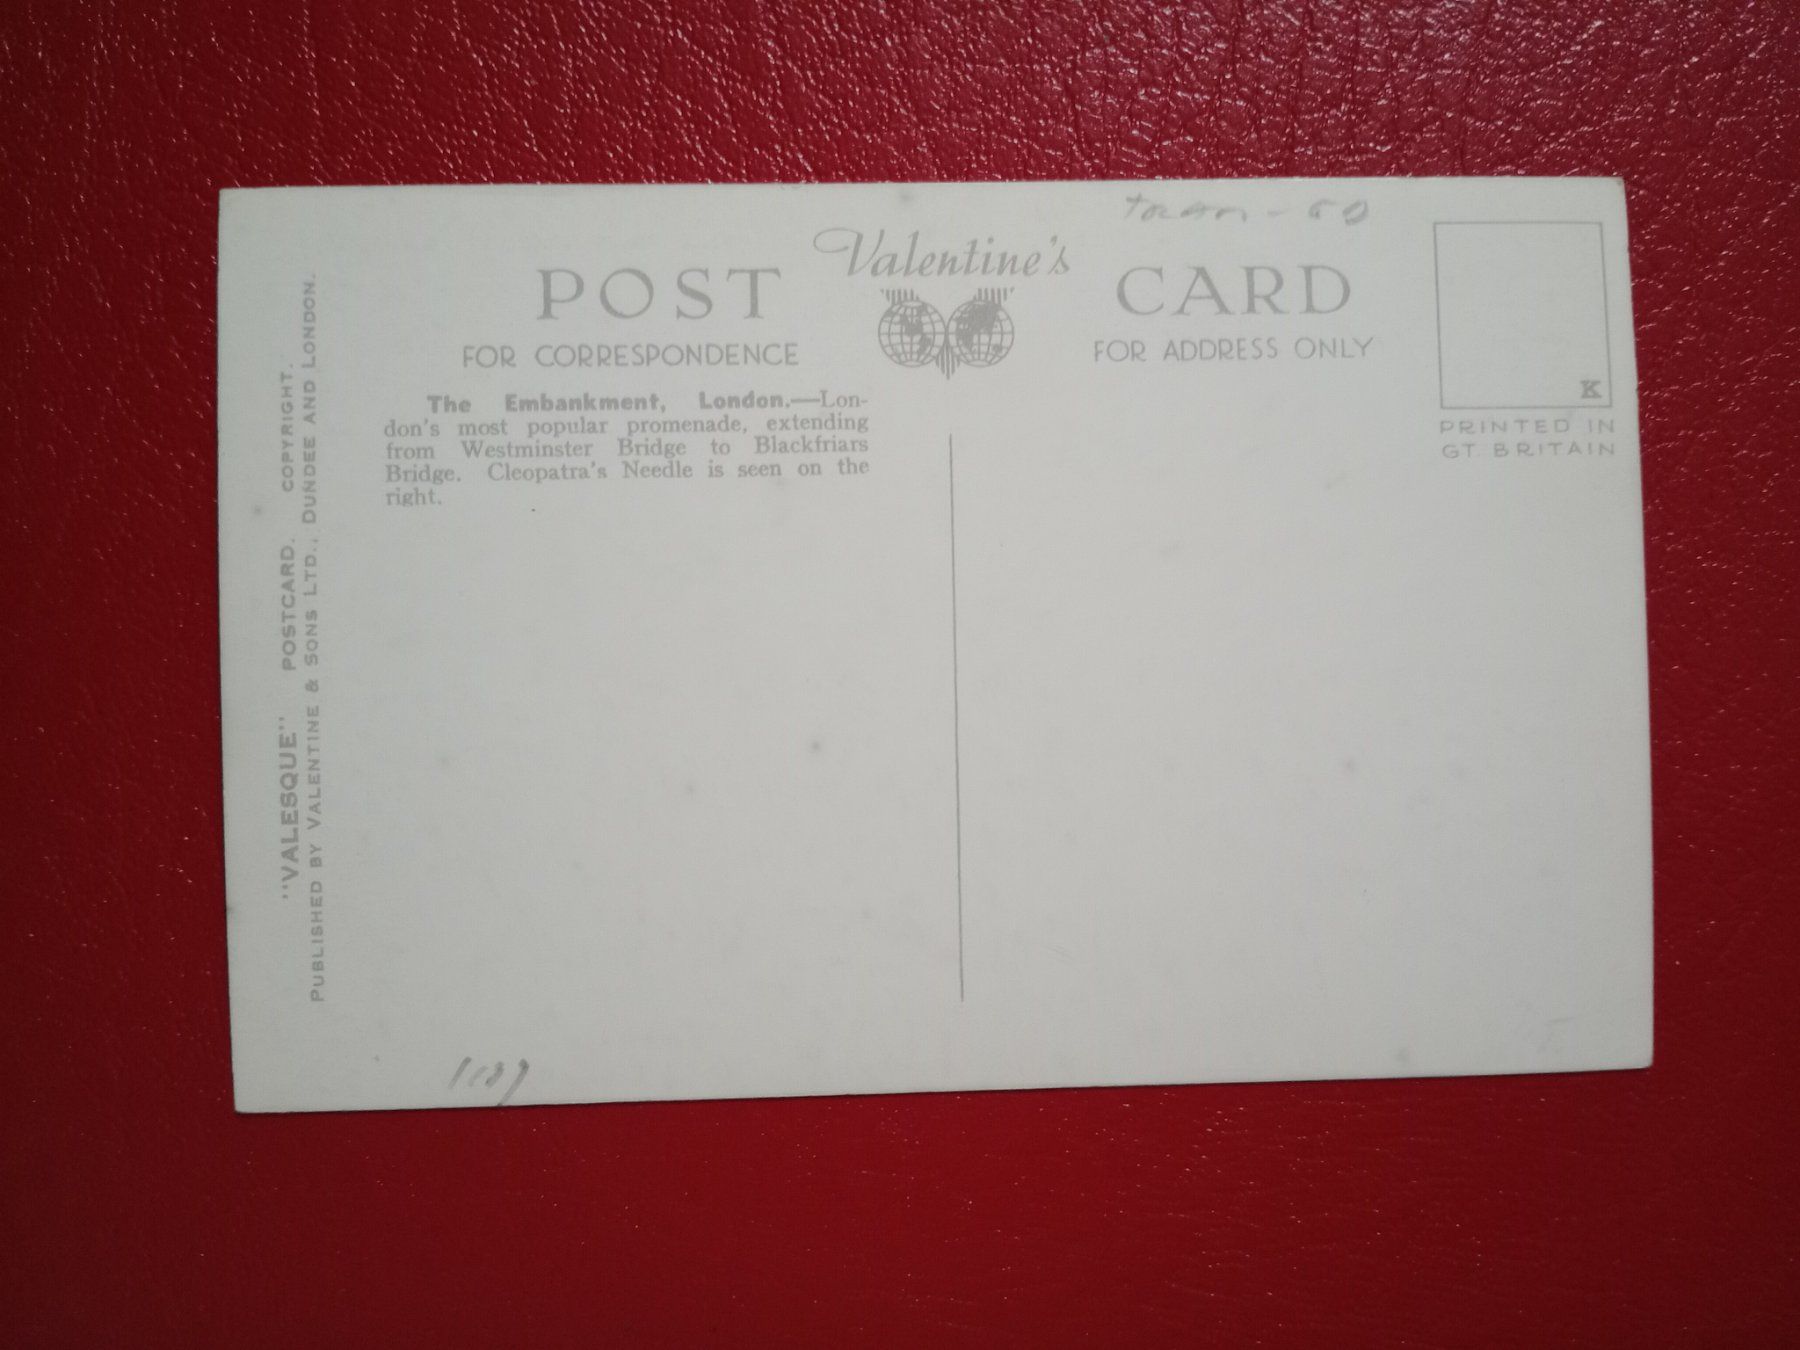 Valentine's
POST CARD
FOR CORRESPONDENCE
FOR ADDRESS ONLY
The Embankment, London.—Lon-
don's most popular promenade, extending
from Westminster Bridge to Blackfriars
Bridge. Cleopatra's Needle is seen on the
right.
K
PRINTED IN
GT. BRITAIN
"VALESQUE" POSTCARD. COPYRIGHT.
PUBLISHED BY VALENTINE & SONS LTD., DUNDEE AND LONDON.